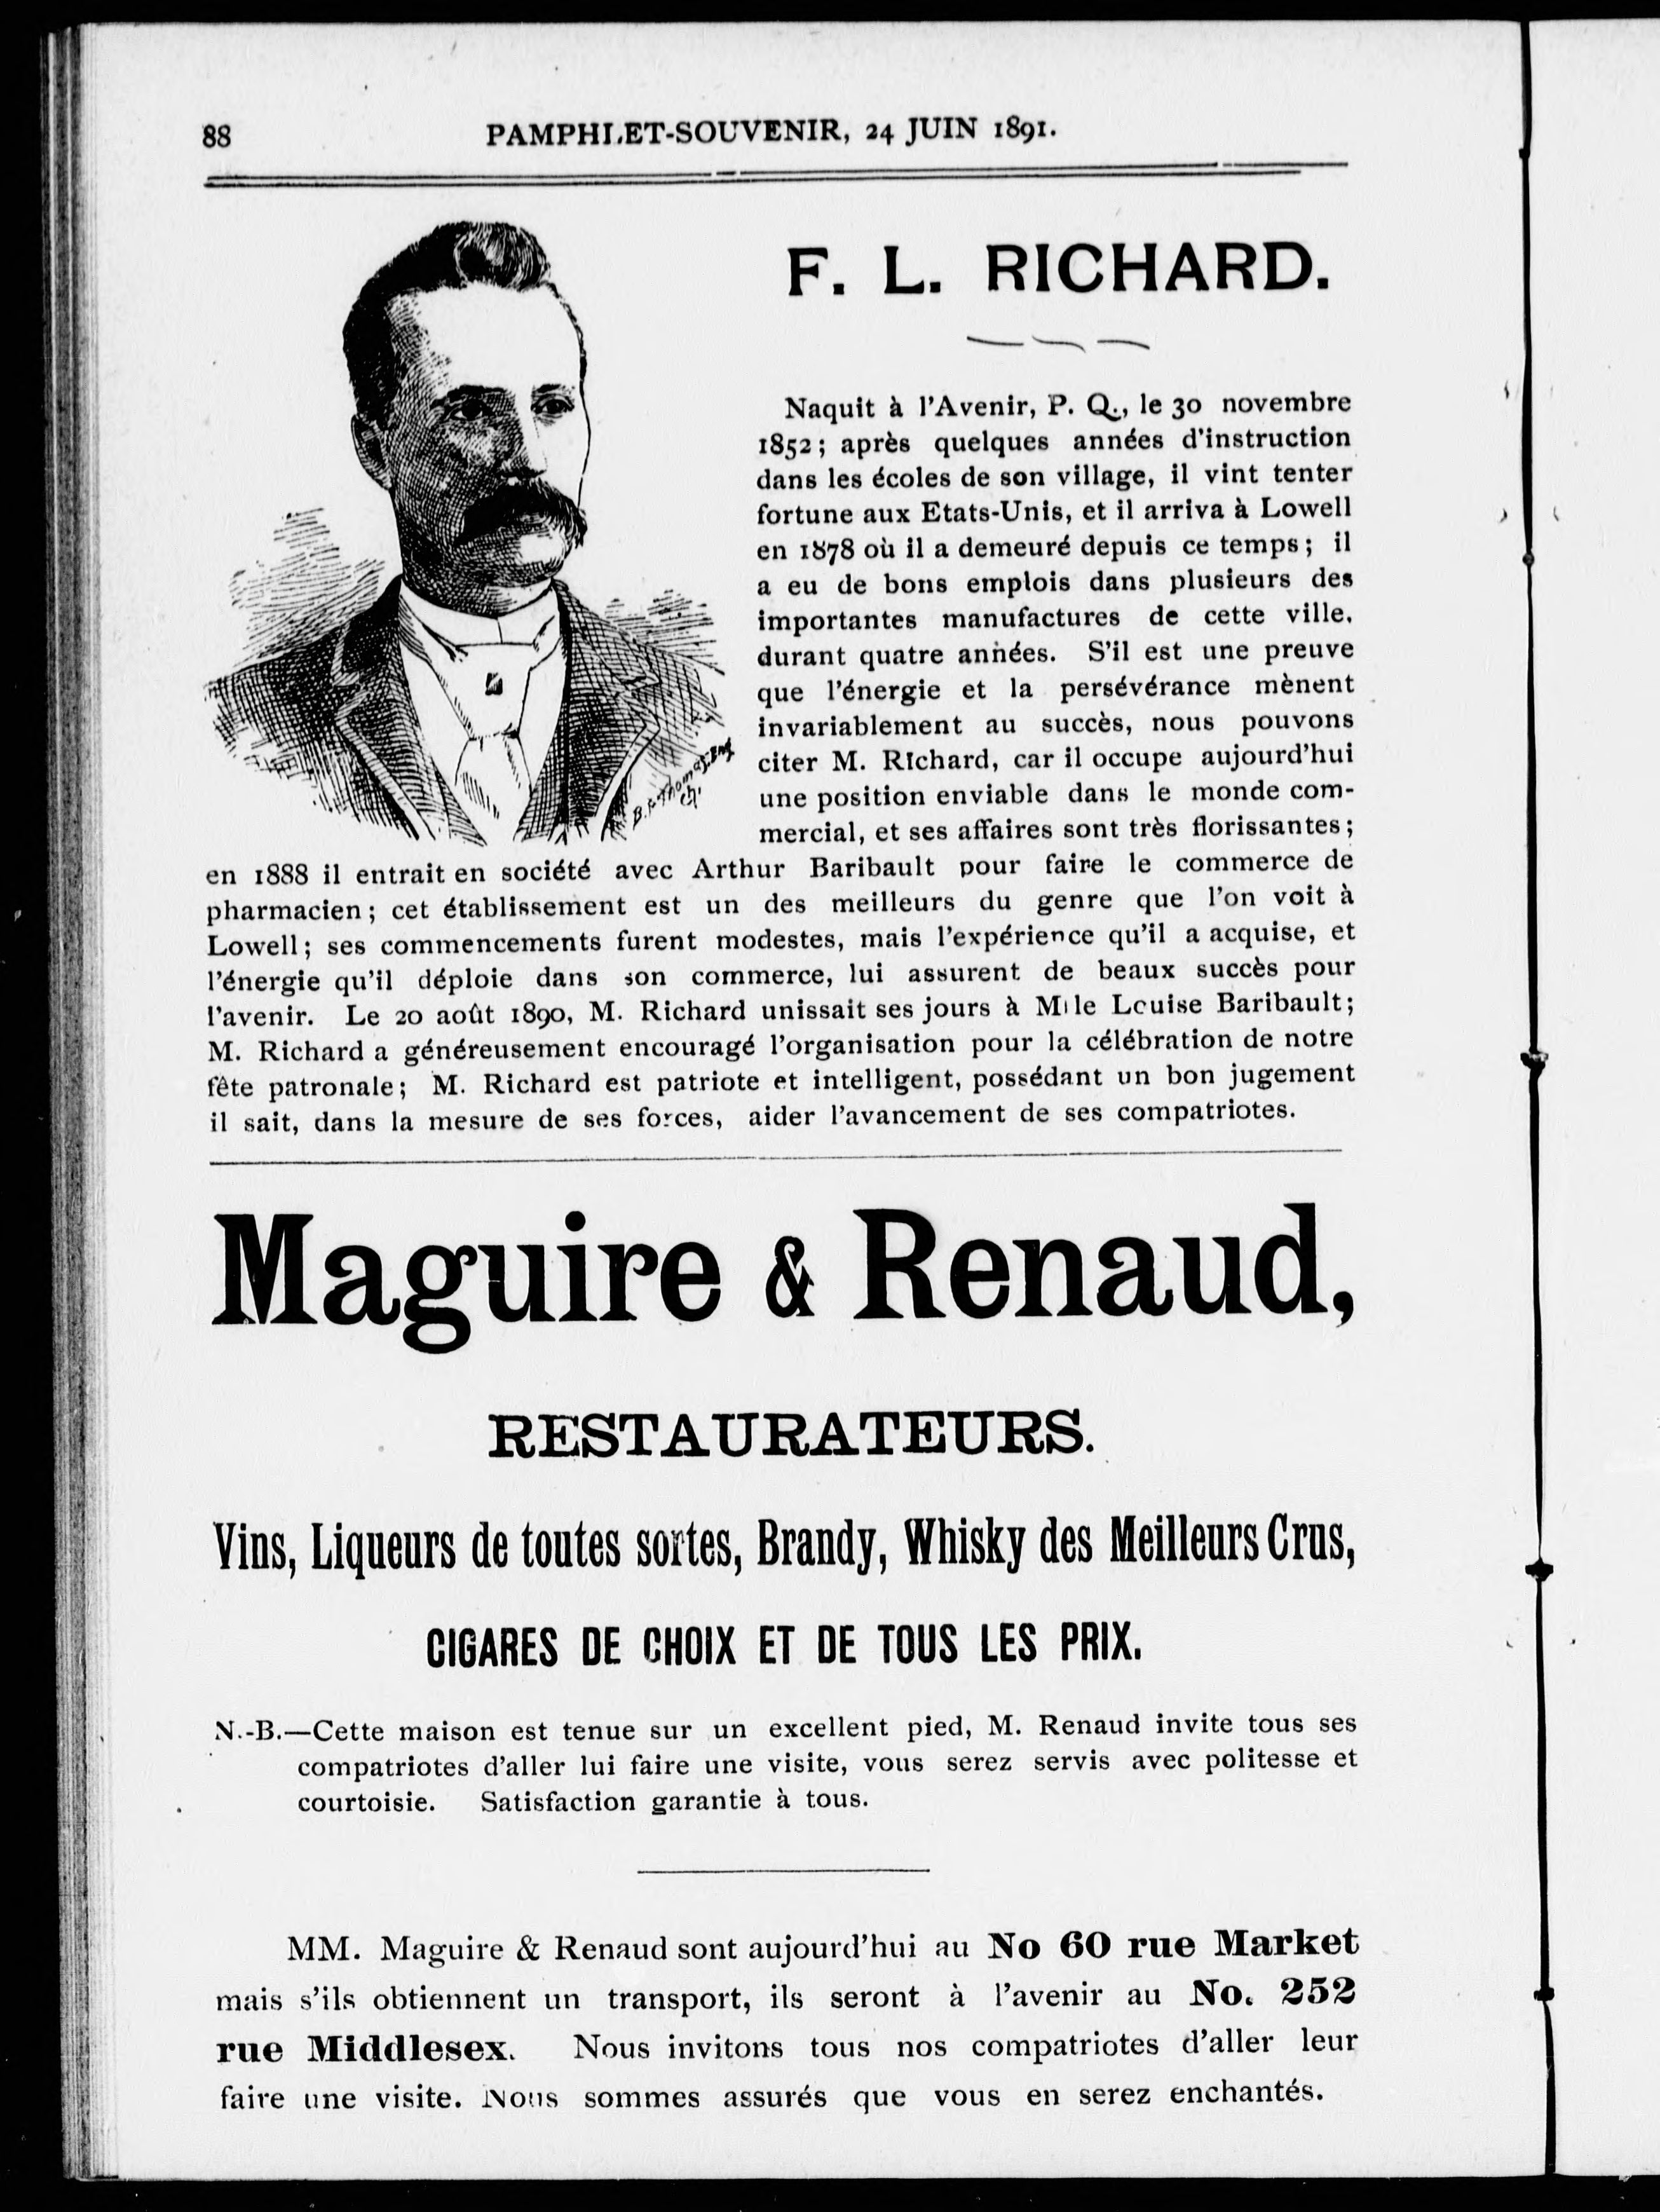 88
PAMPHLET-SOUVENIR, 24 JUIN 1891.
F. L. RICHARD.
Naquit à l'Avenir, P. Q., le 30 novembre
1852; après quelques années d'instruction
dans les écoles de son village, il vint tenter
fortune aux Etats-Unis, et il arriva à Lowell
en 1878 où il a demeuré depuis ce temps; il
a eu de bons emplois dans plusieurs des
importantes manufactures de cette ville,
durant quatre années. S'il est une preuve
que l'énergie et la persévérance mènent
invariablement au succès, nous pouvons
citer M. RIchard, car il occupe aujourd'hui
une position enviable dans le monde com-
mercial, et ses affaires sont très florissantes;
B. F. Thomas, Eng
en 1888 il entrait en société avec Arthur Baribault pour faire le commerce de
pharmacien; cet établissement est un des meilleurs du genre que l'on voit à
Lowell; ses commencements furent modestes, mais l'expérience qu'il a acquise, et
l'énergie qu'il déploie dans son commerce, lui assurent de beaux succès pour
l'avenir. Le 20 août 1890, M. Richard unissait ses jours à Mlle Louise Baribault;
M. Richard a généreusement encouragé l'organisation pour la célébration de notre
fête patronale; M. Richard est patriote et intelligent, possédant un bon jugement
il sait, dans la mesure de ses forces, aider l'avancement de ses compatriotes.
Maguire & Renaud,
RESTAURATEURS.
Vins, Liqueurs de toutes sortes, Brandy, Whisky des Meilleurs Crus,
CIGARES DE CHOIX ET DE TOUS LES PRIX.
N.-B.—Cette maison est tenue sur un excellent pied, M. Renaud invite tous ses
compatriotes d'aller lui faire une visite, vous serez servis avec politesse et
courtoisie. Satisfaction garantie à tous.
MM. Maguire & Renaud sont aujourd'hui au No 60 rue Market
mais s'ils obtiennent un transport, ils seront à l'avenir au No. 252
rue Middlesex. Nous invitons tous nos compatriotes d'aller leur
faire une visite. Nous sommes assurés que vous en serez enchantés.